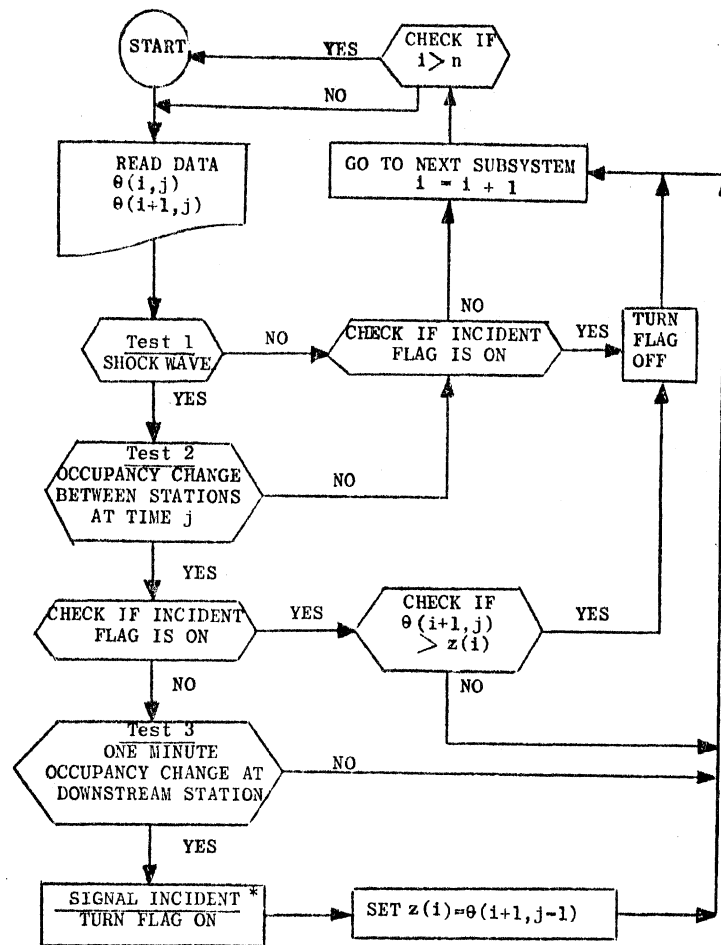 START
YES
CHECK IF
i > n
NO
READ DATA
θ(i,j)
θ(i+1,j)
GO TO NEXT SUBSYSTEM
i = i + 1
Test 1
SHOCK WAVE
NO
YES
CHECK IF INCIDENT
FLAG IS ON
NO
YES
TURN
FLAG
OFF
Test 2
OCCUPANCY CHANGE
BETWEEN STATIONS
AT TIME j
NO
YES
CHECK IF INCIDENT
FLAG IS ON
YES
NO
CHECK IF
θ(i+1,j)
> z(i)
YES
NO
Test 3
ONE MINUTE
OCCUPANCY CHANGE AT
DOWNSTREAM STATION
NO
YES
SIGNAL INCIDENT *
TURN FLAG ON
SET z(i)=θ(i+1,j-1)